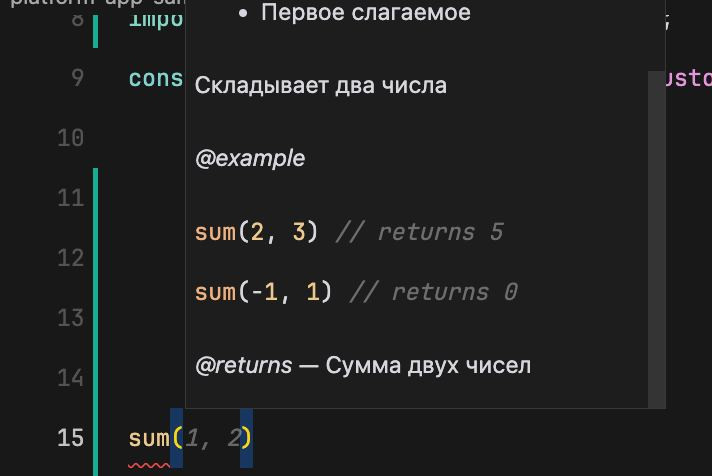 platform-app-san
8 impo ;
• Первое слагаемое
9 cons usto
Складывает два числа
10
@example
11
sum(2, 3) // returns 5
12
sum(-1, 1) // returns 0
13
14
@returns — Сумма двух чисел
15 sum(1, 2)